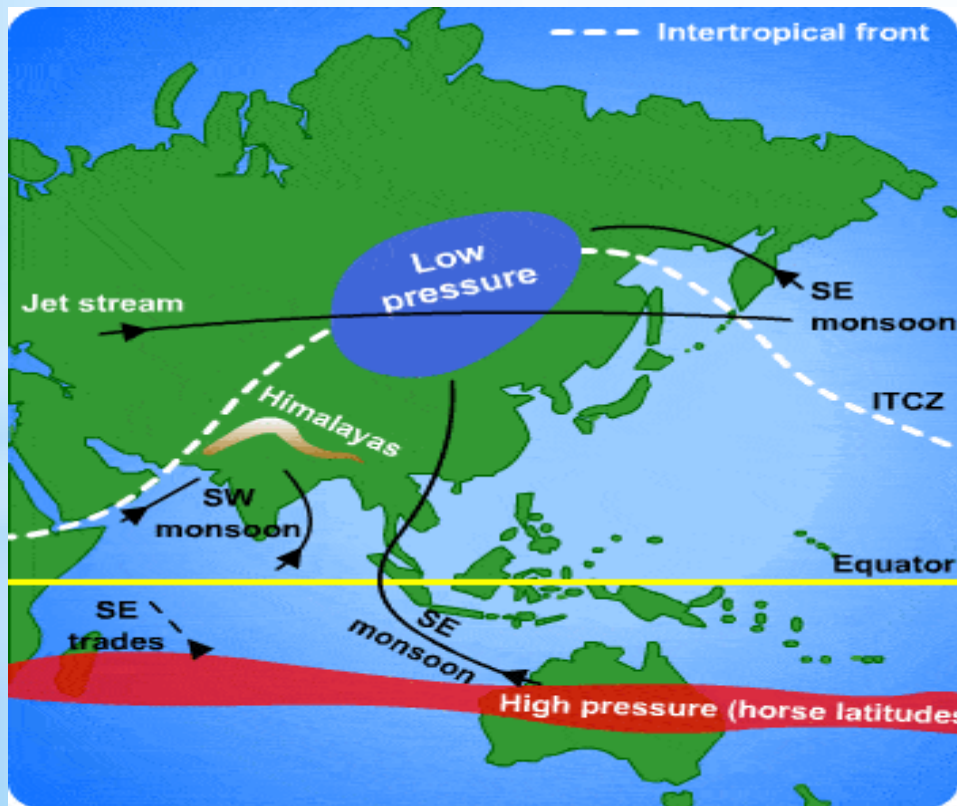 Intertropical front
Low
pressure
Jet stream
SE
monsoon
Himalayas
ITCZ
SW
monsoon
Equator
SE
trades
SE
monsoon
High pressure (horse latitudes